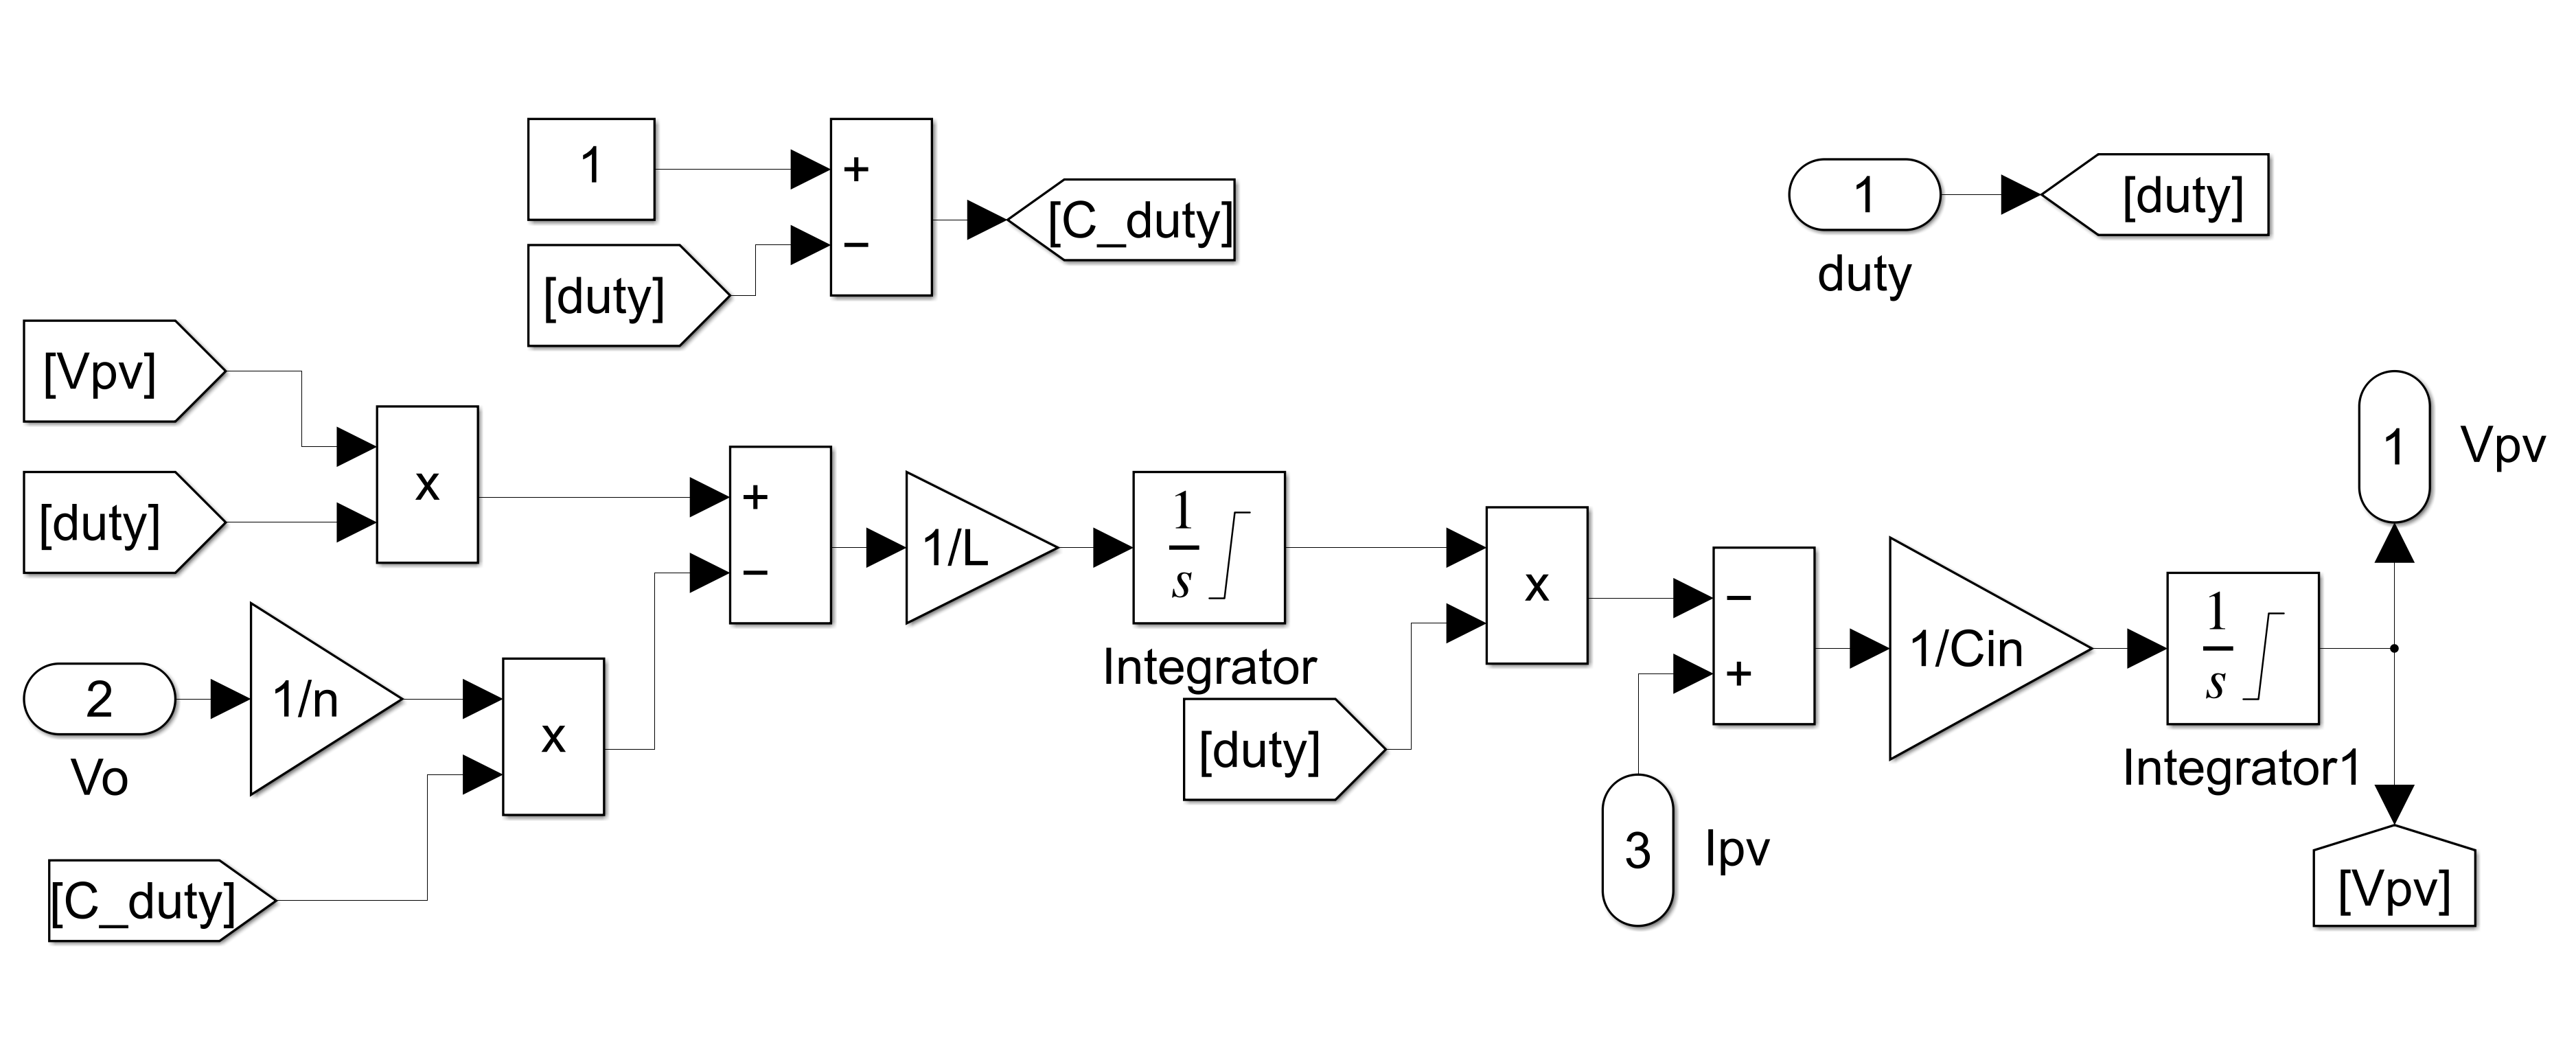 1
+
−
[C_duty]
[duty]
1
[duty]
duty
[Vpv]
[duty]
x
+
−
1/L
1
s
Integrator
2
Vo
1/n
x
[C_duty]
[duty]
x
−
+
3
Ipv
1/Cin
1
s
Integrator1
1
Vpv
[Vpv]